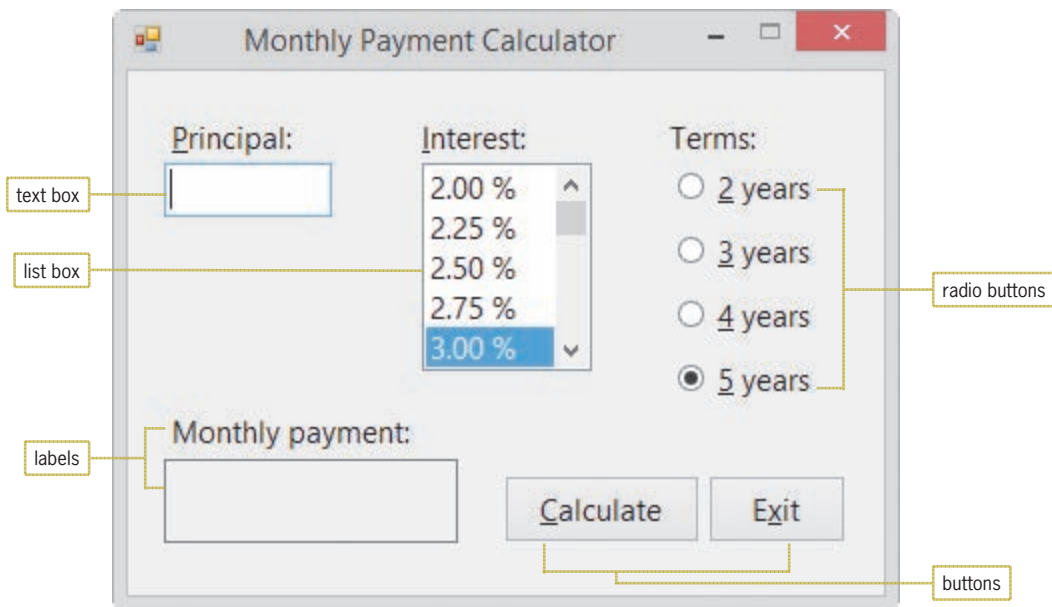 Monthly Payment Calculator
Principal:
Interest:
Terms:
text box
list box
2.00 %
2.25 %
2.50 %
2.75 %
3.00 %
2 years
3 years
4 years
5 years
radio buttons
Monthly payment:
labels
Calculate
Exit
buttons